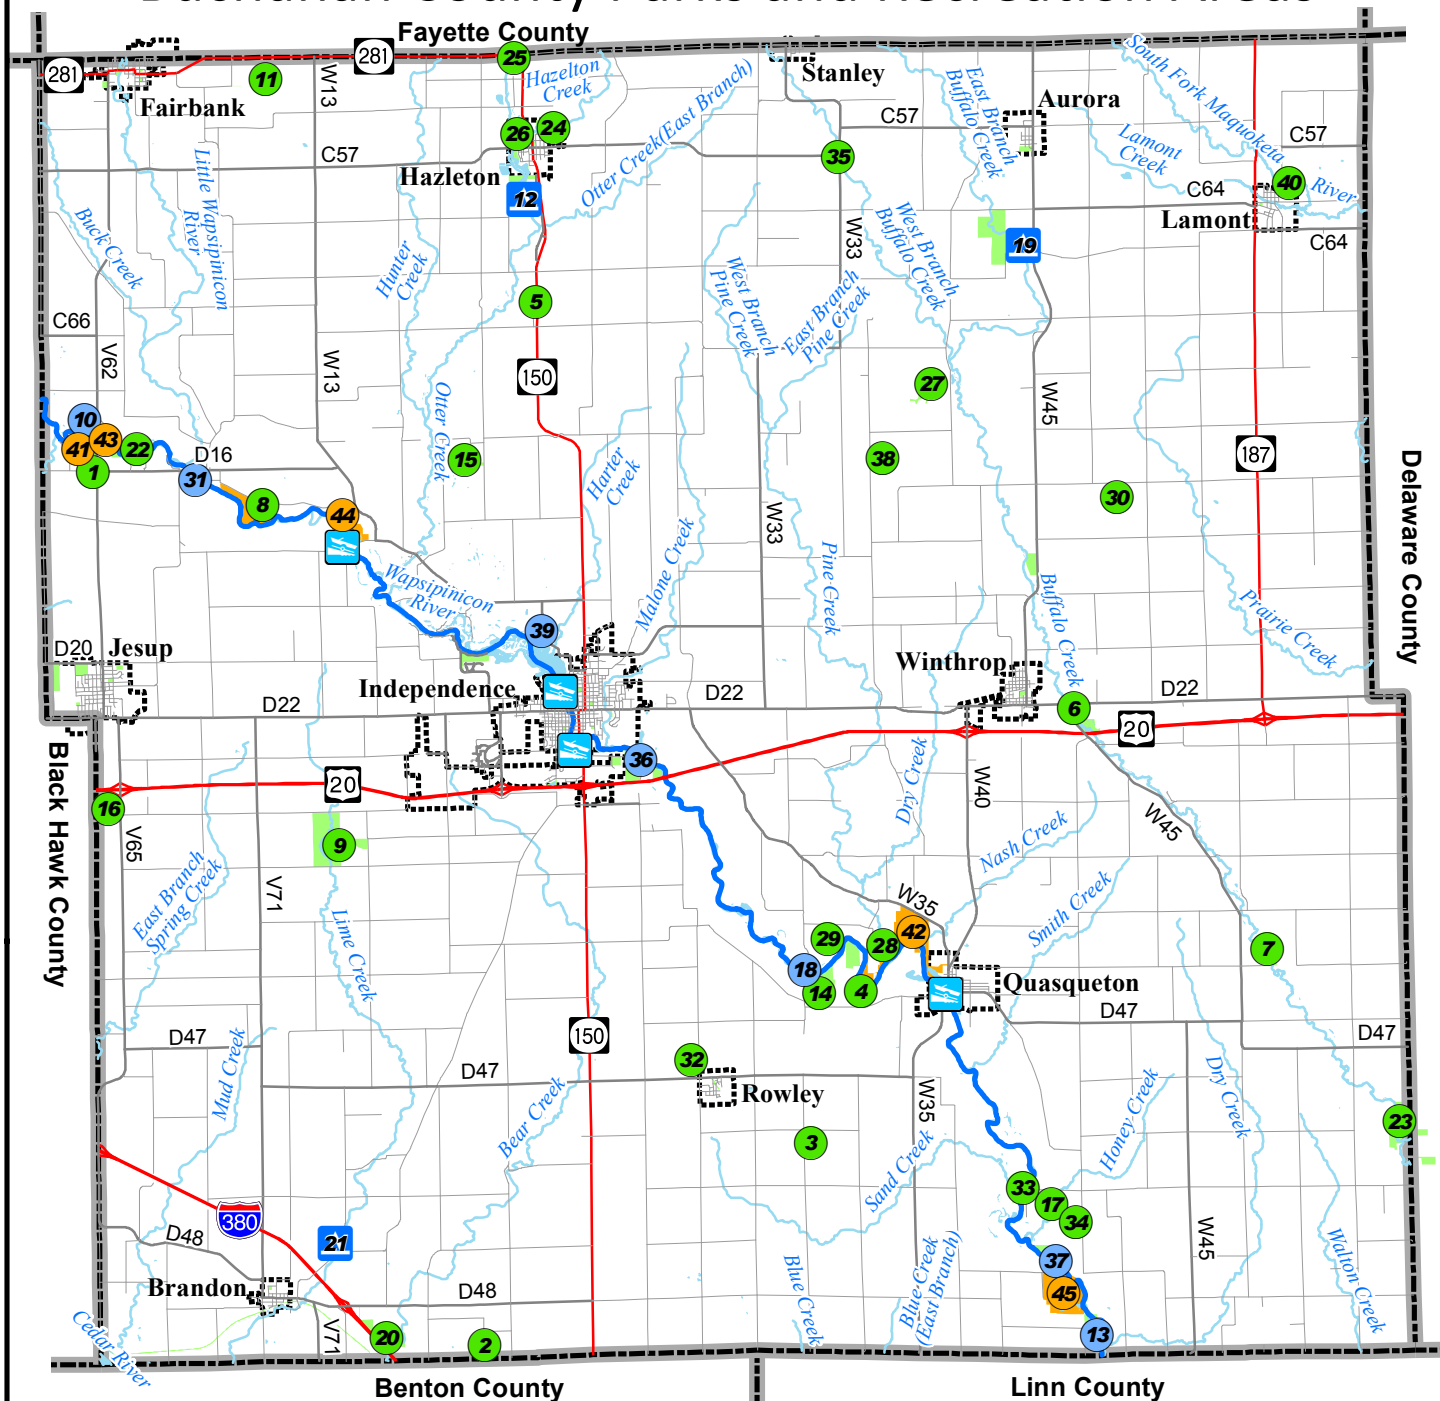 Buchanan County Parks and Recreation Areas
Fayette County
281
281
25
11
Fairbank
W13
Hazelton
Creek
Stanley
Aurora
South Fork Maquoketa
River
C57
C57
C57
26
24
Hazleton
12
Otter Creek(East Branch)
35
East Branch
Buffalo Creek
Lamont
Creek
C64
40
Lamont
C64
Little Wapsipinicon
River
Buck Creek
Hunter
Creek
W33
West Branch
Buffalo Creek
19
5
West Branch
Pine Creek
East Branch
Pine Creek
C66
V62
W13
150
27
W45
Otter Creek
10
41
43
22
1
D16
31
15
Harter
Creek
38
187
30
Delaware County
8
44
W33
Pine Creek
Malone Creek
Wapsipinicon
River
39
Buffalo Creek
Prairie Creek
D20
Jesup
Independence
Winthrop
D22
D22
D22
6
20
Black Hawk County
20
36
16
V65
9
V71
Dry Creek
W40
W45
Nash Creek
East Branch
Spring Creek
Lime Creek
W35
Smith Creek
29
28
42
18
14
4
7
Quasqueton
D47
D47
D47
150
Mud Creek
D47
32
Rowley
W35
Dry Creek
Honey Creek
23
Bear Creek
3
Sand Creek
33
17
34
380
D48
21
Brandon
D48
Blue Creek
Blue Creek
(East Branch)
37
45
13
W45
Walton Creek
Cedar River
V71
20
2
Benton County
Linn County